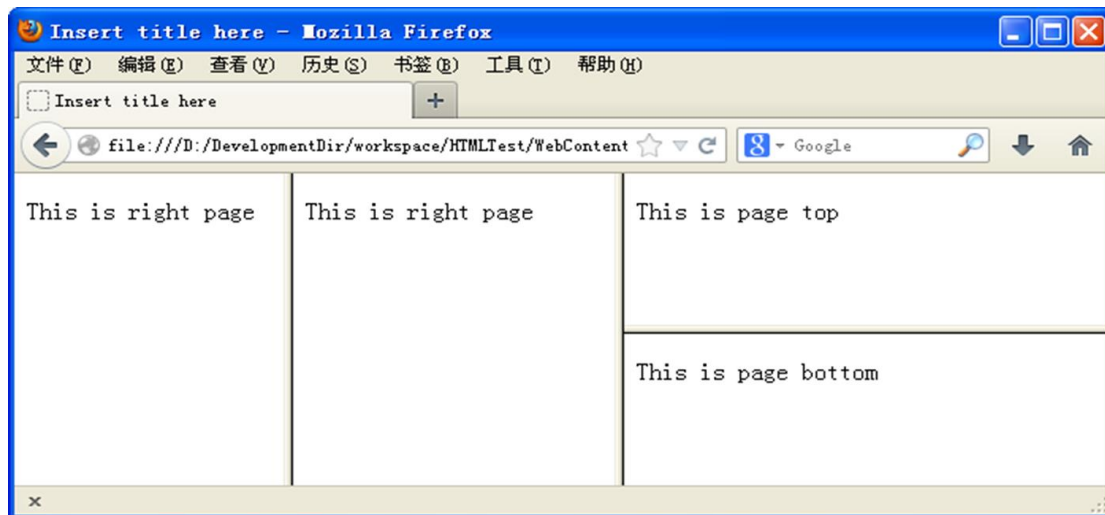 Insert title here - Mozilla Firefox
文件(F) 编辑(E) 查看(V) 历史(S) 书签(B) 工具(T) 帮助(H)
Insert title here +
file:///D:/DevelopmentDir/workspace/HTMLTest/WebContent 8 Google
This is right page This is right page This is page top
This is page bottom
x